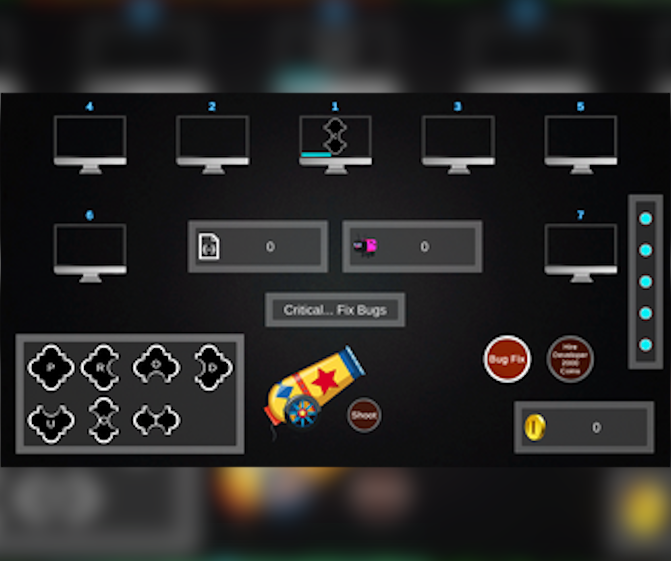 4 2 1 3 5
6 7
0 0
Critical... Fix Bugs
P R O D
U C
Bug Fix
Hire
Developer
2000
Coins
Shoot
0